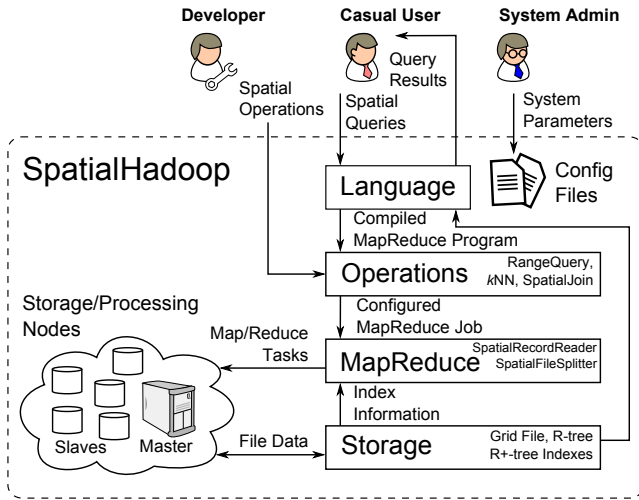 Developer
Casual User
System Admin
Query
Results
Spatial
Operations
Spatial
Queries
System
Parameters
SpatialHadoop
Language
Config
Files
Compiled
MapReduce Program
Operations
RangeQuery,
kNN, SpatialJoin
Storage/Processing
Nodes
Configured
MapReduce Job
Map/Reduce
Tasks
MapReduce
SpatialRecordReader
SpatialFileSplitter
Index
Information
Slaves
Master
File Data
Storage
Grid File, R-tree
R+-tree Indexes